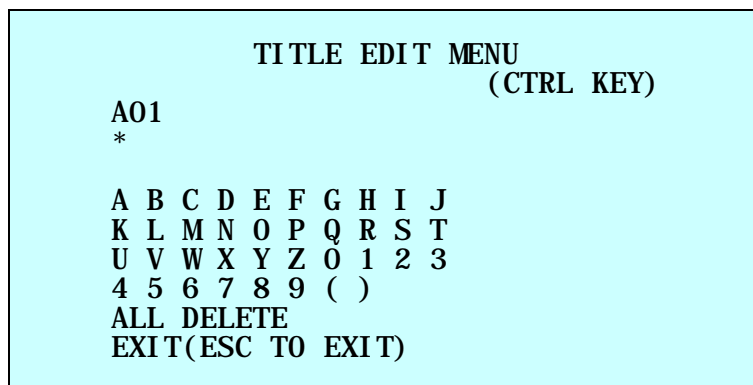 TITLE EDIT MENU
(CTRL KEY)
A01
*
A B C D E F G H I J
K L M N O P Q R S T
U V W X Y Z 0 1 2 3
4 5 6 7 8 9 ( )
ALL DELETE
EXIT(ESC TO EXIT)